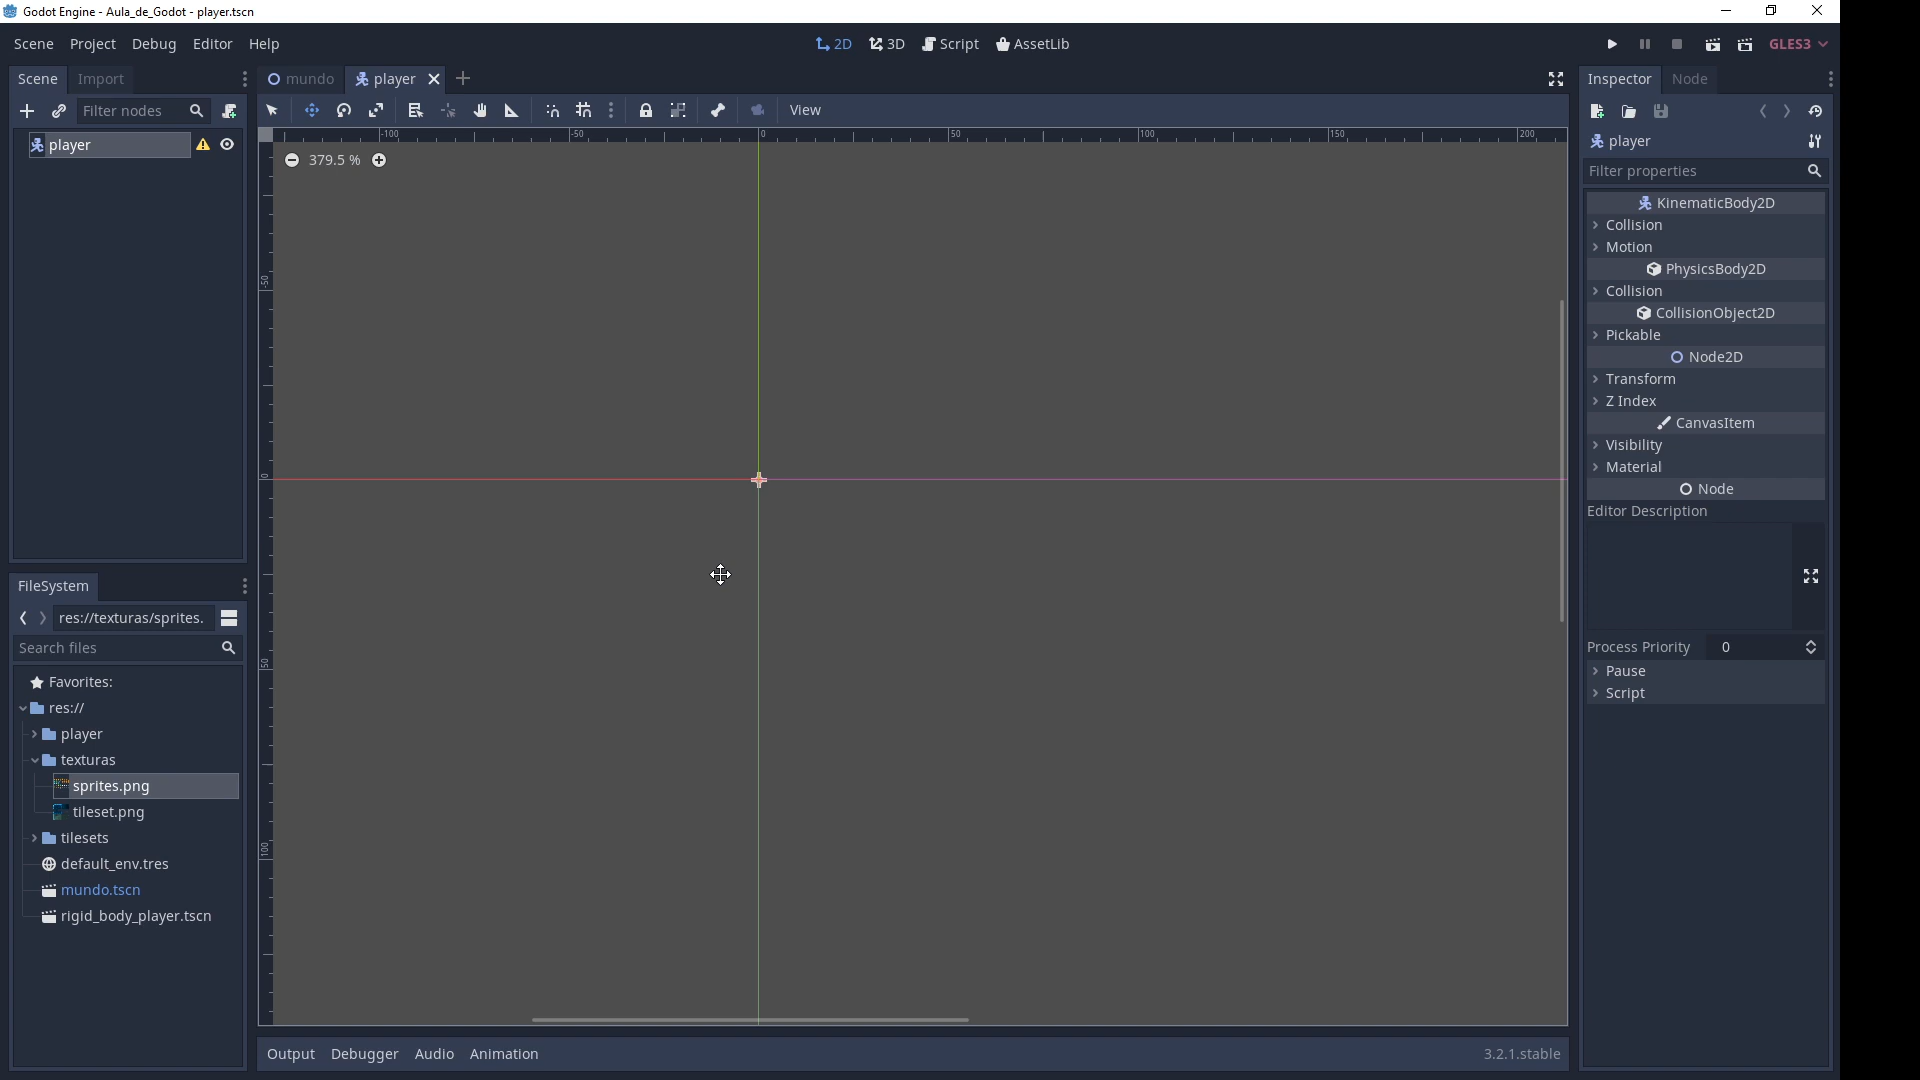 Godot Engine - Aula_de_Godot - player.tscn
Scene Project Debug Editor Help
2D 3D Script AssetLib
GLES3
Scene Import
mundo player
Inspector Node
Filter nodes
View
player
-100 -50 0 50 100 150 200
379.5 %
-50
0
50
100
player
Filter properties
KinematicBody2D
Collision
Motion
PhysicsBody2D
Collision
CollisionObject2D
Pickable
Node2D
Transform
Z Index
CanvasItem
Visibility
Material
Node
Editor Description
Process Priority 0
Pause
Script
FileSystem
res://texturas/sprites.
Search files
Favorites:
res://
player
texturas
sprites.png
tileset.png
tilesets
default_env.tres
mundo.tscn
rigid_body_player.tscn
Output Debugger Audio Animation
3.2.1.stable